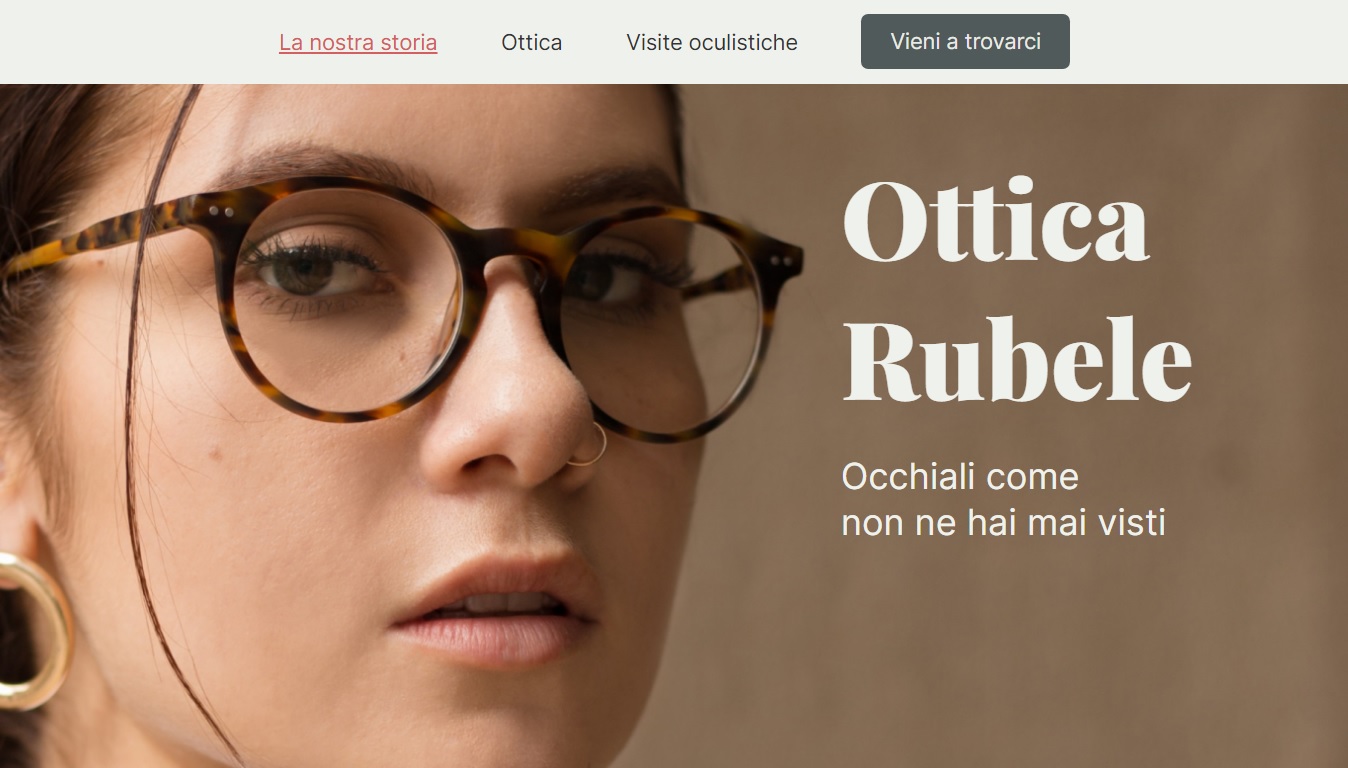 La nostra storia
Ottica
Visite oculistiche
Vieni a trovarci
Ottica
Rubele
Occhiali come
non ne hai mai visti